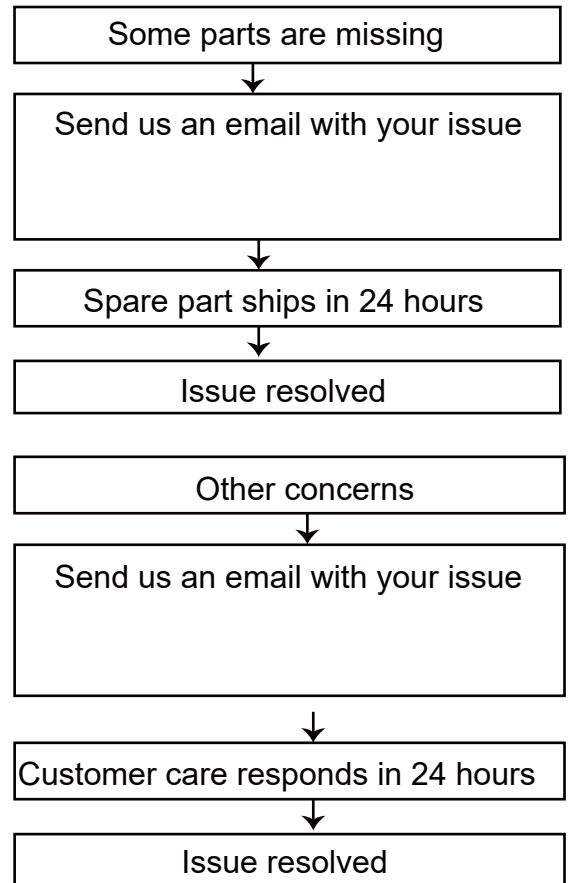 Some parts are missing
Send us an email with your issue
Spare part ships in 24 hours
Issue resolved
Other concerns
Send us an email with your issue
Customer care responds in 24 hours
Issue resolved